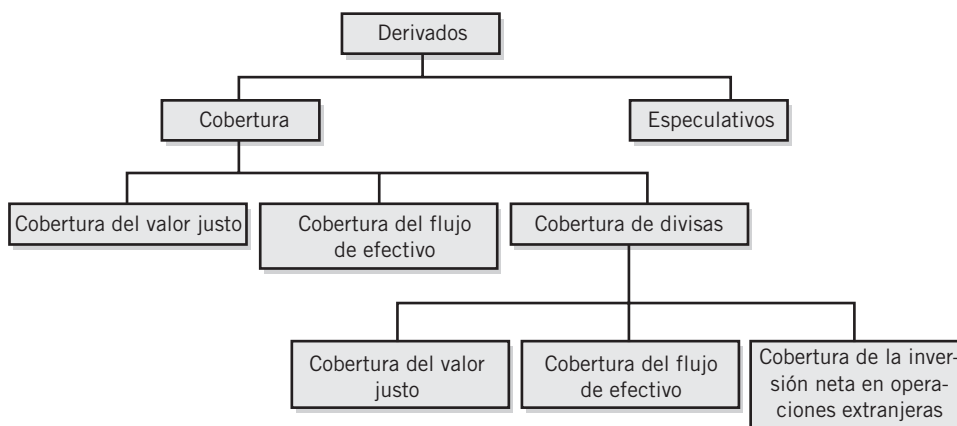 Derivados
Cobertura
Especulativos
Cobertura del valor justo
Cobertura del flujo
de efectivo
Cobertura de divisas
Cobertura del valor
justo
Cobertura del flujo
de efectivo
Cobertura de la inver-
sión neta en opera-
ciones extranjeras